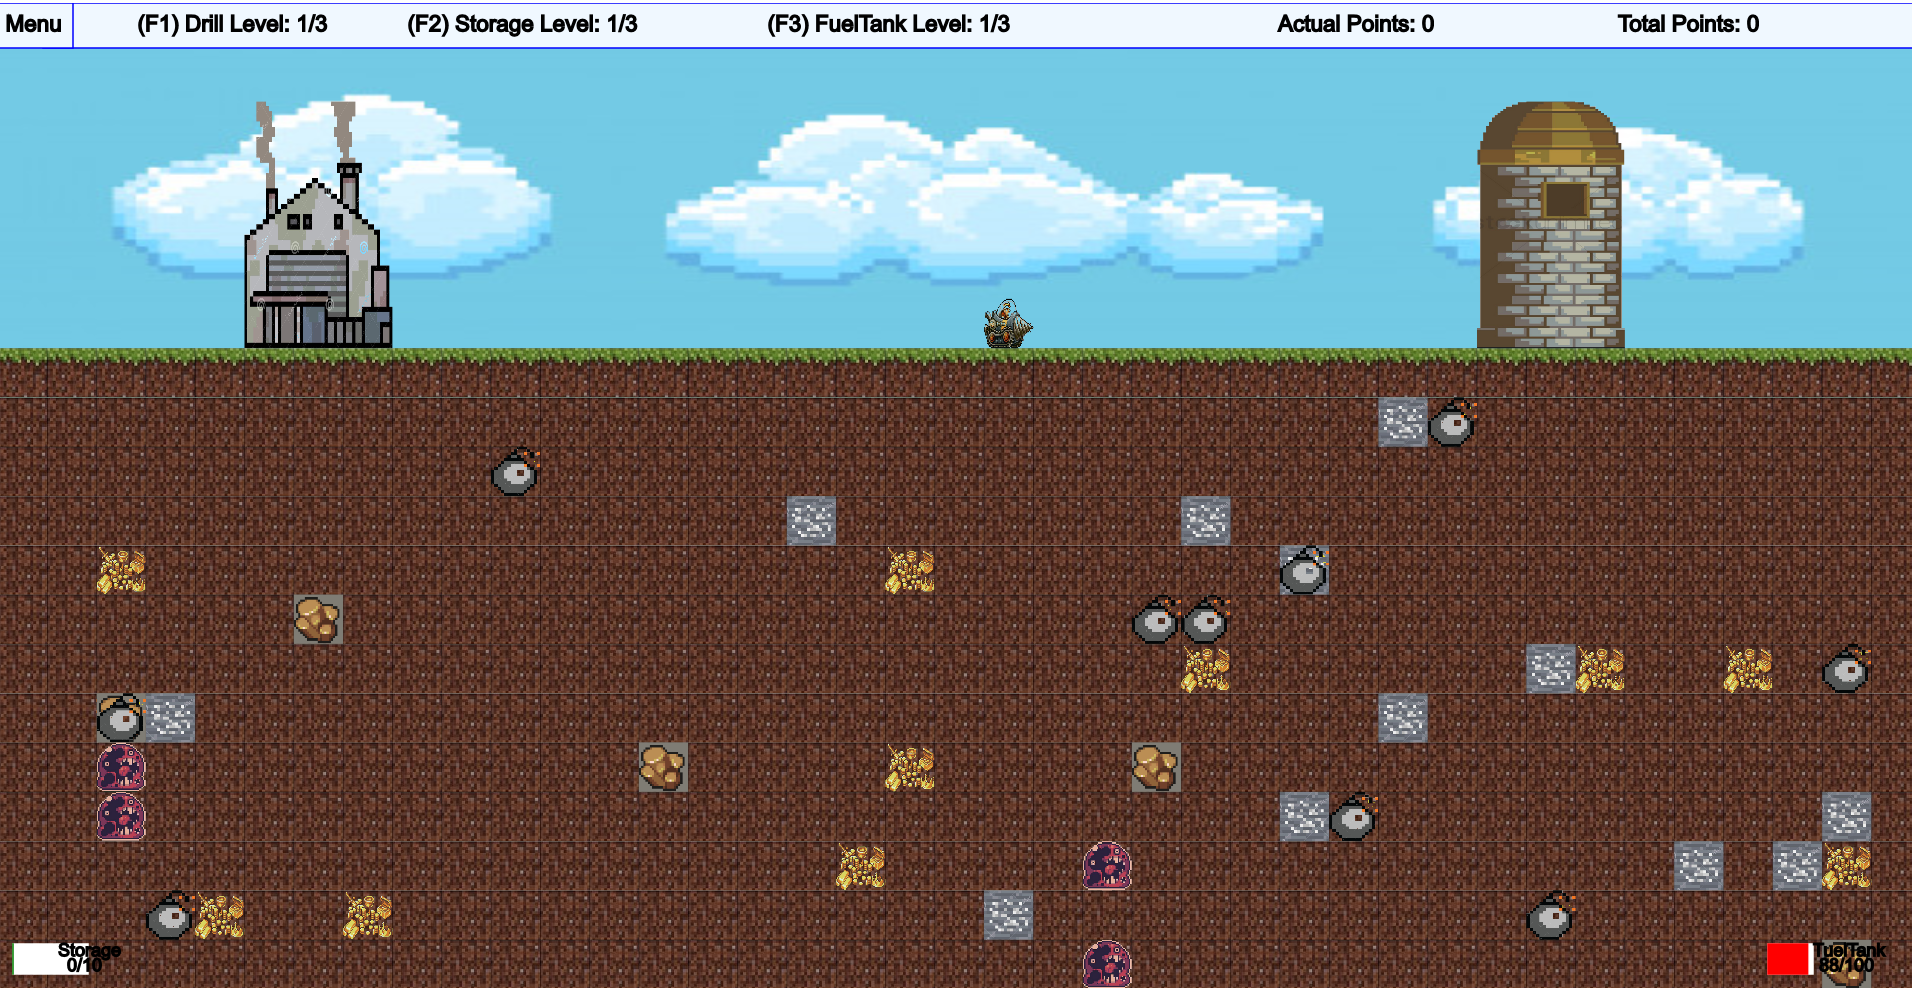 Menu
(F1) Drill Level: 1/3
(F2) Storage Level: 1/3
(F3) FuelTank Level: 1/3
Actual Points: 0
Total Points: 0
Storage
0/10
FuelTank
88/100